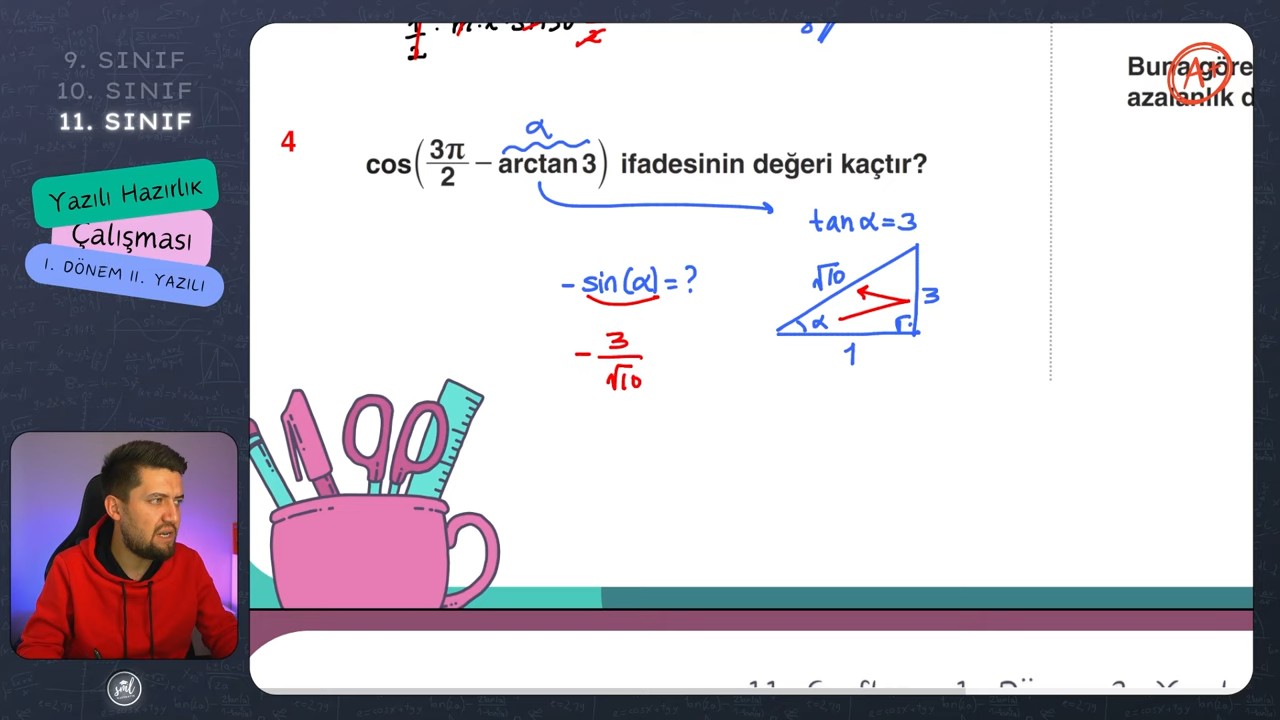 9. SINIF
10. SINIF
11. SINIF
Yazılı Hazırlık
Çalışması
I. DÖNEM II. YAZILI
Buna göre
azalanlık d
A+
4
α
cos(3π/2 − arctan 3) ifadesinin değeri kaçtır?
tan α = 3
- sin(α) = ?
√10
3
α
1
- 3/√10
sml